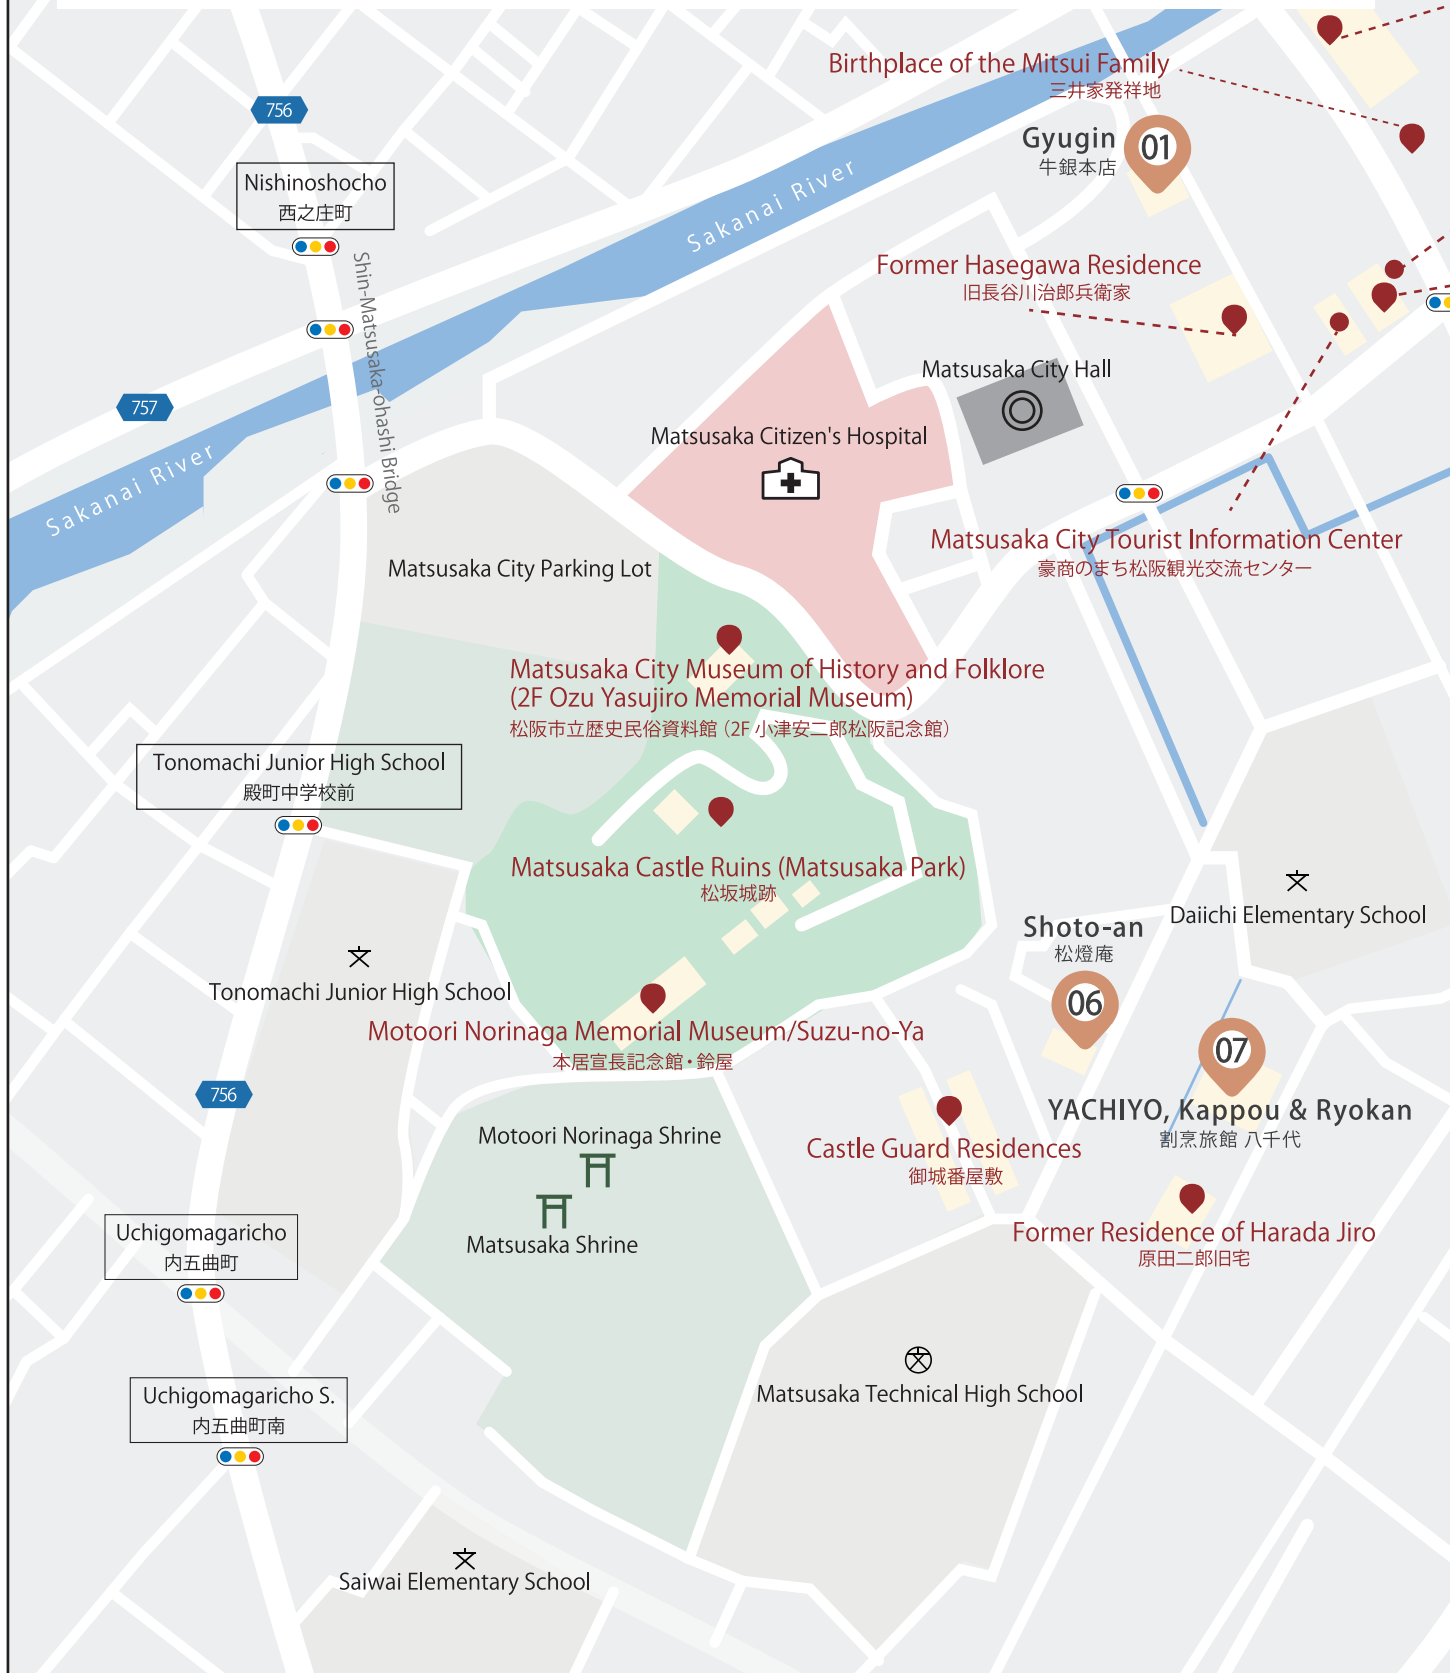 Birthplace of the Mitsui Family
三井家発祥地
756
Gyugin
牛銀本店
01
Nishinoshocho
西之庄町
Sakanai River
Shin-Matsusaka-ohashi Bridge
Former Hasegawa Residence
旧長谷川治郎兵衛家
Matsusaka City Hall
757
Matsusaka Citizen's Hospital
Sakanai River
Matsusaka City Tourist Information Center
豪商のまち松阪観光交流センター
Matsusaka City Parking Lot
Matsusaka City Museum of History and Folklore
(2F Ozu Yasujiro Memorial Museum)
松阪市立歴史民俗資料館（2F 小津安二郎松阪記念館）
Tonomachi Junior High School
殿町中学校前
Matsusaka Castle Ruins (Matsusaka Park)
松坂城跡
Daiichi Elementary School
Shoto-an
松燈庵
06
Tonomachi Junior High School
Motoori Norinaga Memorial Museum/Suzu-no-Ya
本居宣長記念館・鈴屋
07
YACHIYO, Kappou & Ryokan
割烹旅館 八千代
756
Motoori Norinaga Shrine
Castle Guard Residences
御城番屋敷
Matsusaka Shrine
Former Residence of Harada Jiro
原田二郎旧宅
Uchigomagaricho
内五曲町
Matsusaka Technical High School
Uchigomagaricho S.
内五曲町南
Saiwai Elementary School